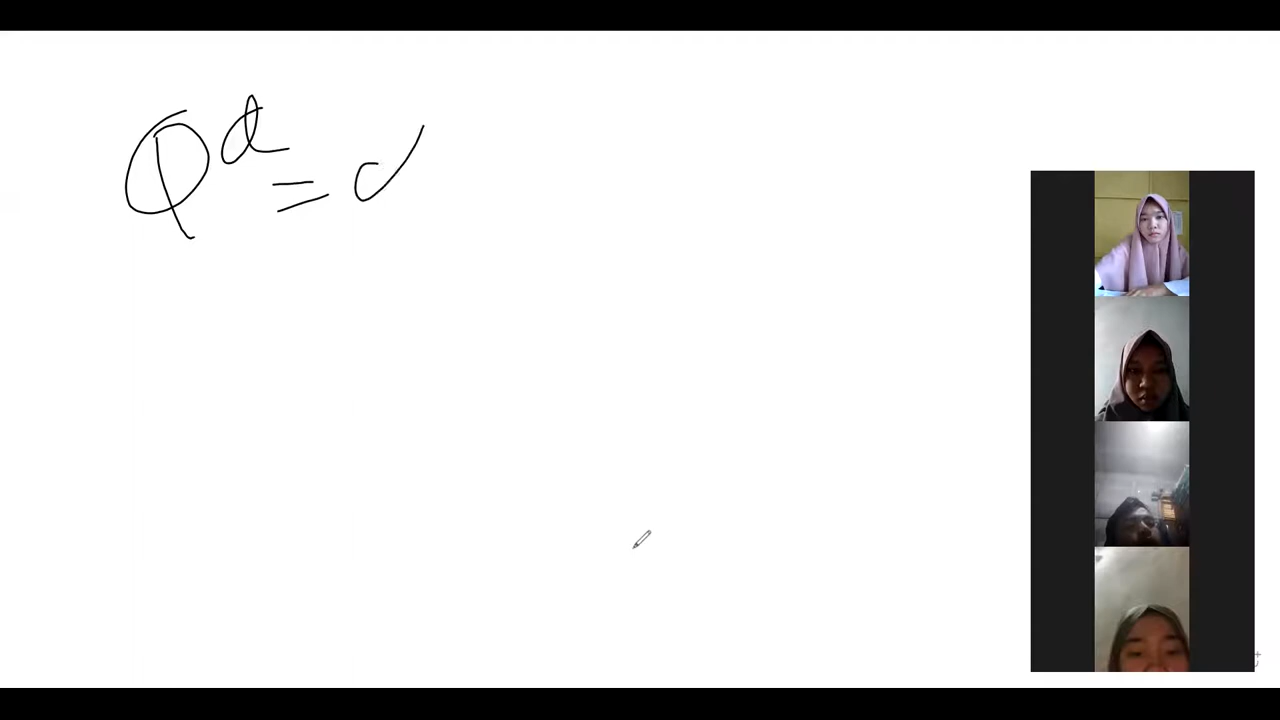 Qᵈ =